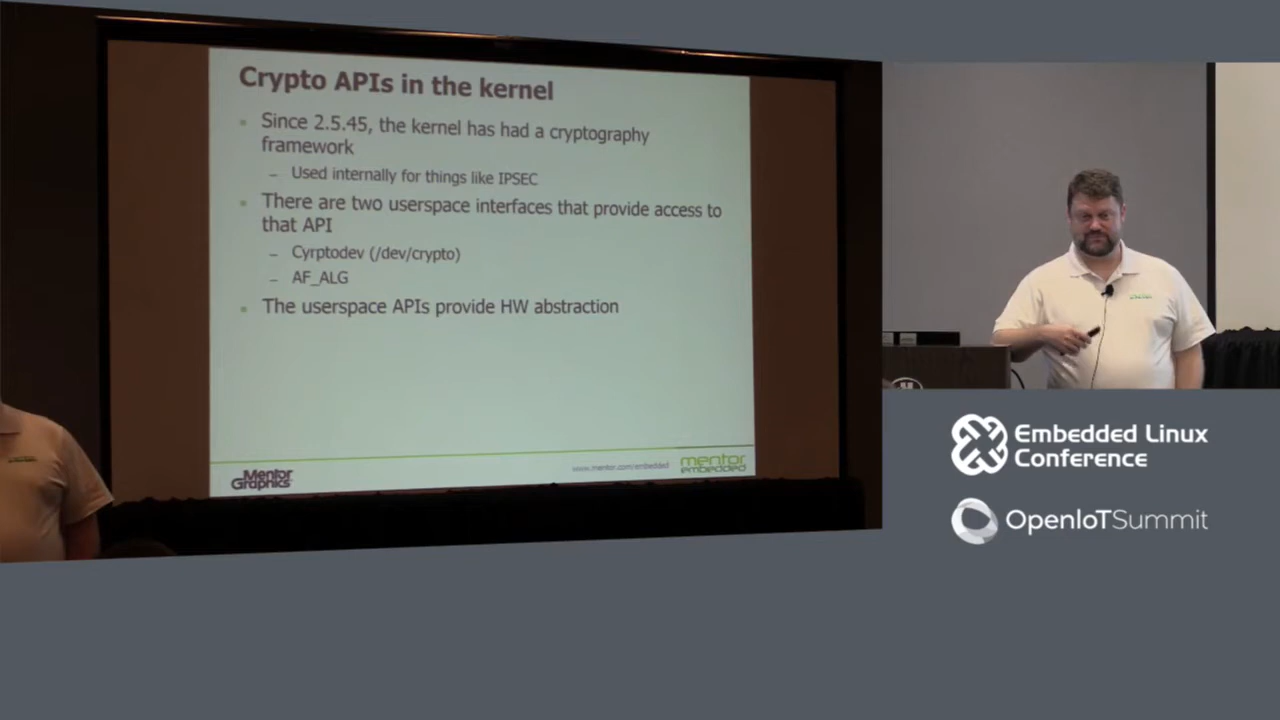 Crypto APIs in the kernel
Since 2.5.45, the kernel has had a cryptography
framework
– Used internally for things like IPSEC
There are two userspace interfaces that provide access to
that API
– Cyrptodev (/dev/crypto)
– AF_ALG
The userspace APIs provide HW abstraction
Mentor
Graphics
www.mentor.com/embedded
mentor
embedded
Embedded Linux
Conference
OpenIoTSummit